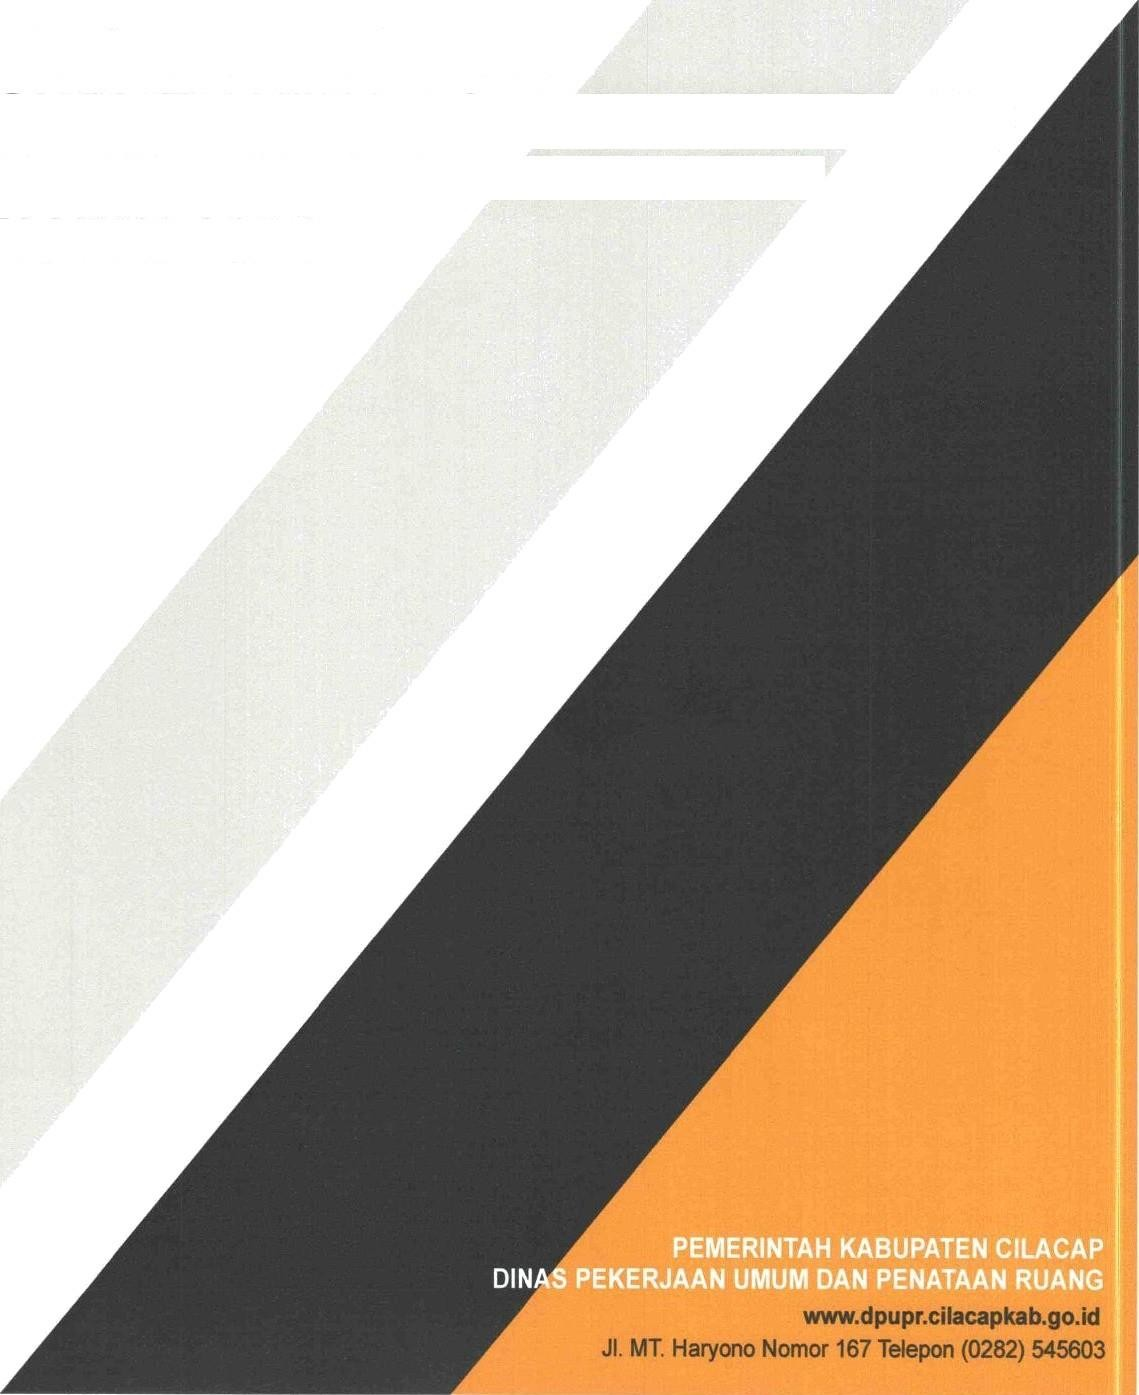 PEMERINTAH KABUPATEN CILACAP
DINAS PEKERJAAN UMUM DAN PENATAAN RUANG
www.dpupr.cilacapkab.go.id
Jl. MT. Haryono Nomor 167 Telepon (0282) 545603